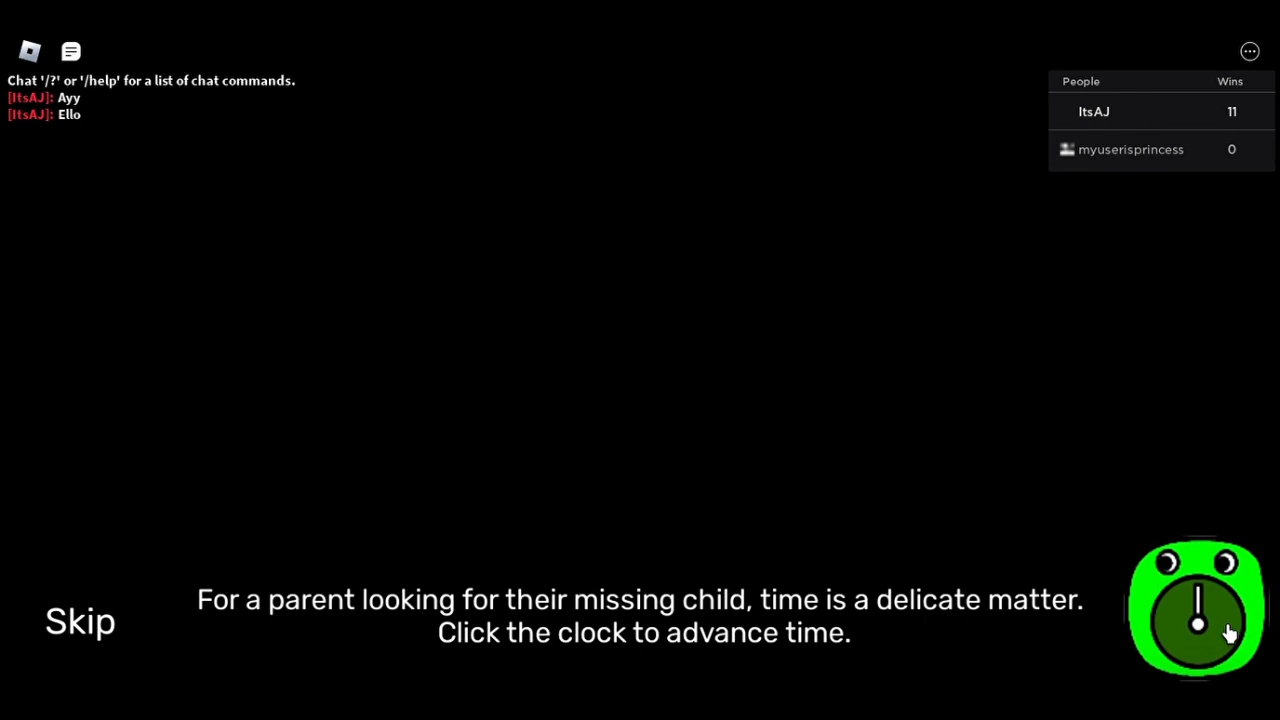 Chat '/?' or '/help' for a list of chat commands.
[ItsAJ]: Ayy
[ItsAJ]: Ello
People Wins
ItsAJ 11
myuserisprincess 0
For a parent looking for their missing child, time is a delicate matter.
Click the clock to advance time.
Skip